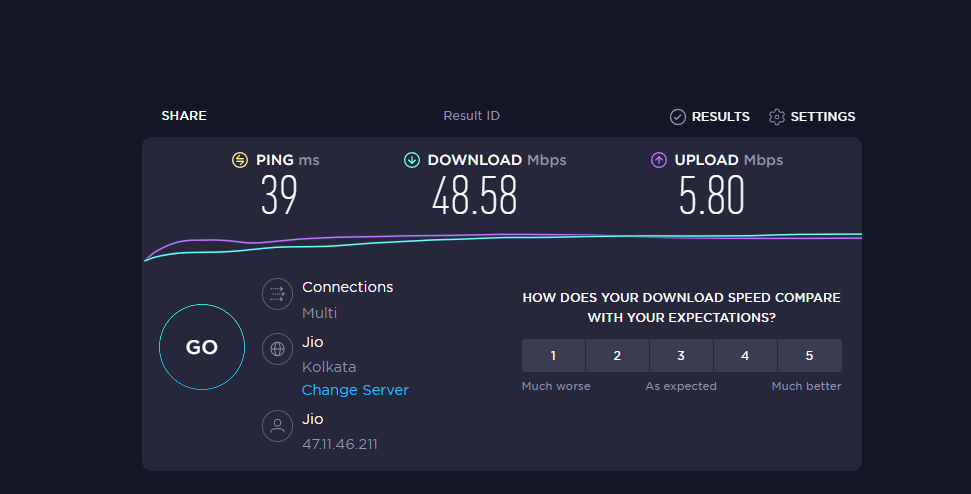 SHARE
Result ID
RESULTS
SETTINGS
PING ms
39
DOWNLOAD Mbps
48.58
UPLOAD Mbps
5.80
GO
Connections
Multi
Jio
Kolkata
Change Server
Jio
47.11.46.211
HOW DOES YOUR DOWNLOAD SPEED COMPARE
WITH YOUR EXPECTATIONS?
1 2 3 4 5
Much worse As expected Much better